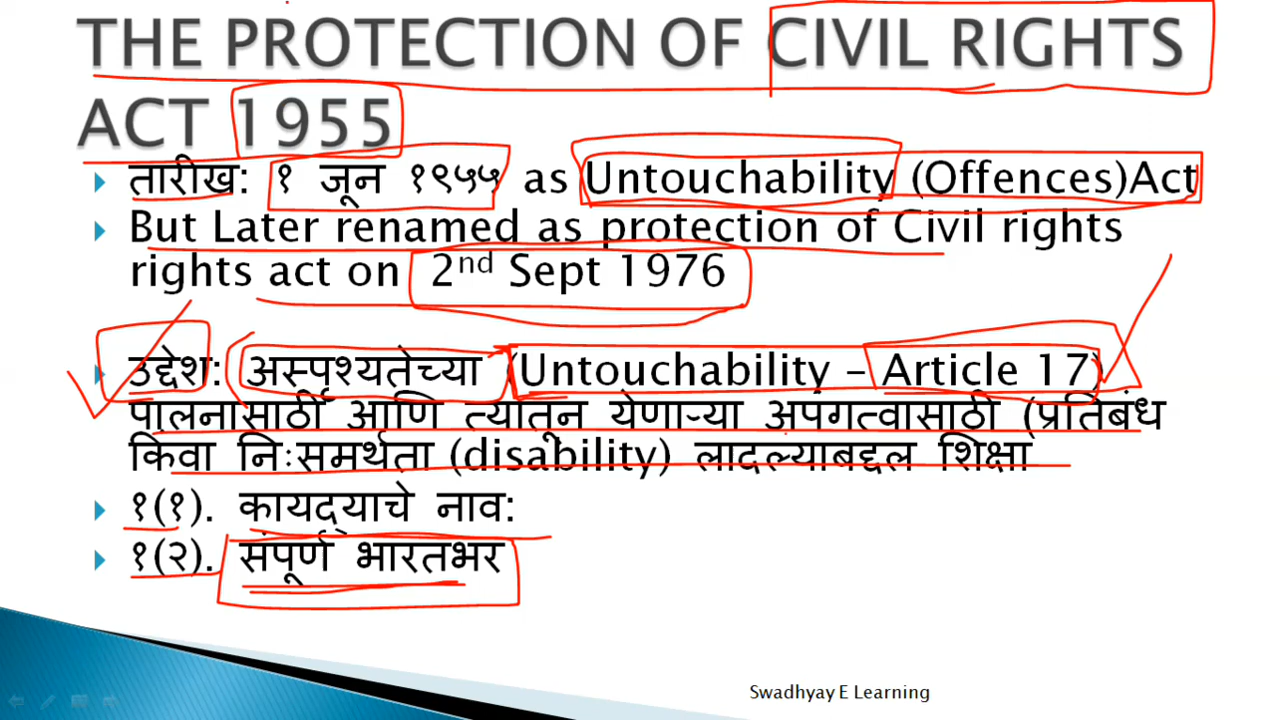 THE PROTECTION OF CIVIL RIGHTS
ACT 1955
तारीख: १ जून १९५५ as Untouchability (Offences)Act
But Later renamed as protection of Civil rights
rights act on 2nd Sept 1976
उद्देश: अस्पृश्यतेच्या (Untouchability – Article 17)
पालनासाठी आणि त्यातून येणाऱ्या अपंगत्वासाठी (प्रतिबंध
किंवा निःसमर्थता (disability) लादल्याबद्दल शिक्षा
१(१). कायद्याचे नाव:
१(२). संपूर्ण भारतभर
Swadhyay E Learning